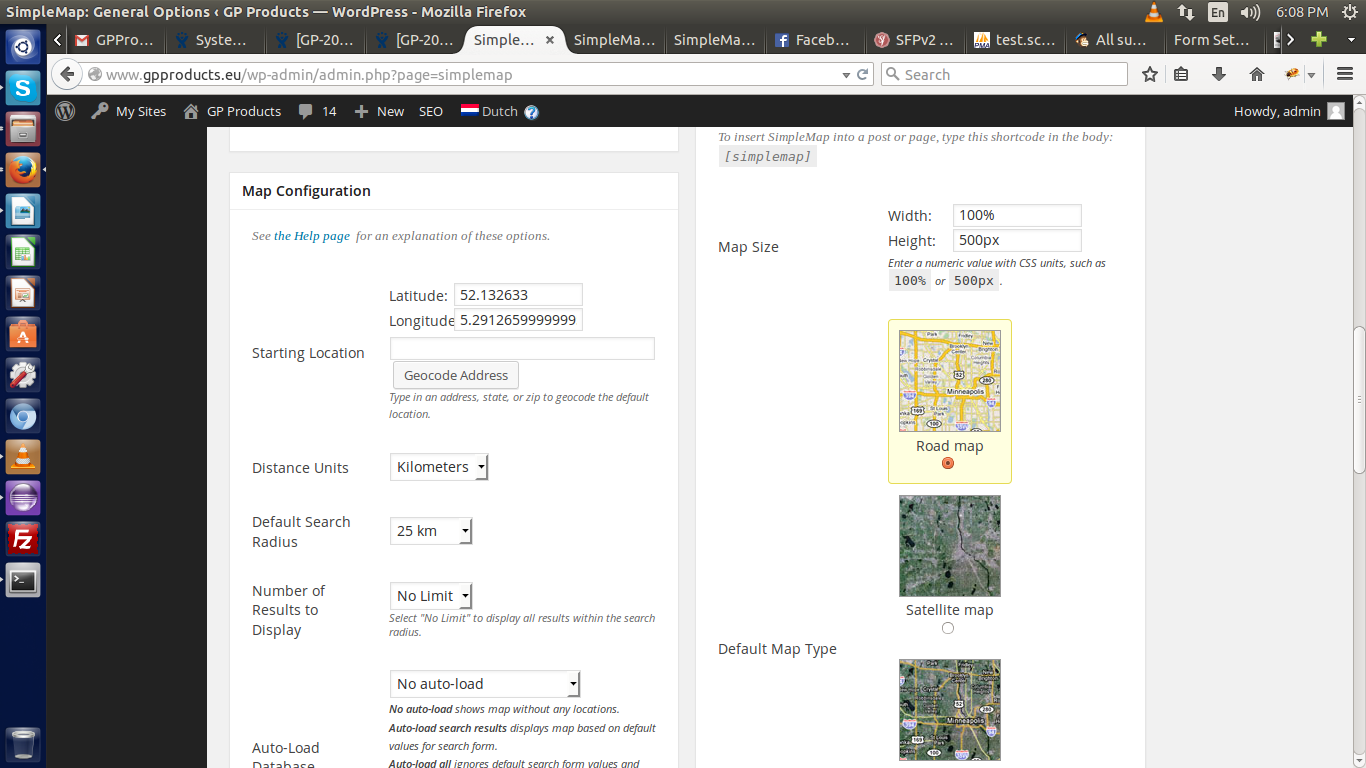 SimpleMap: General Options ‹ GP Products — WordPress - Mozilla Firefox
En
6:08 PM
GPPro...
Syste...
[GP-20...
[GP-20...
Simple...
SimpleMa...
SimpleMa...
Faceb...
SFPv2 ...
test.sc...
All su...
Form Set...
www.gpproducts.eu/wp-admin/admin.php?page=simplemap
Search
My Sites
GP Products
14
New
SEO
Dutch
Howdy, admin
Map Configuration
See the Help page for an explanation of these options.
Starting Location
Latitude: 52.132633
Longitude 5.2912659999999
Geocode Address
Type in an address, state, or zip to geocode the default
location.
Distance Units
Kilometers
Default Search
Radius
25 km
Number of
Results to
Display
No Limit
Select "No Limit" to display all results within the search
radius.
Auto-Load
Database
No auto-load
No auto-load shows map without any locations.
Auto-load search results displays map based on default
values for search form.
Auto-load all ignores default search form values and
To insert SimpleMap into a post or page, type this shortcode in the body:
[simplemap]
Map Size
Width: 100%
Height: 500px
Enter a numeric value with CSS units, such as
100% or 500px.
Default Map Type
Minneapolis
Road map
Satellite map
Minneapolis